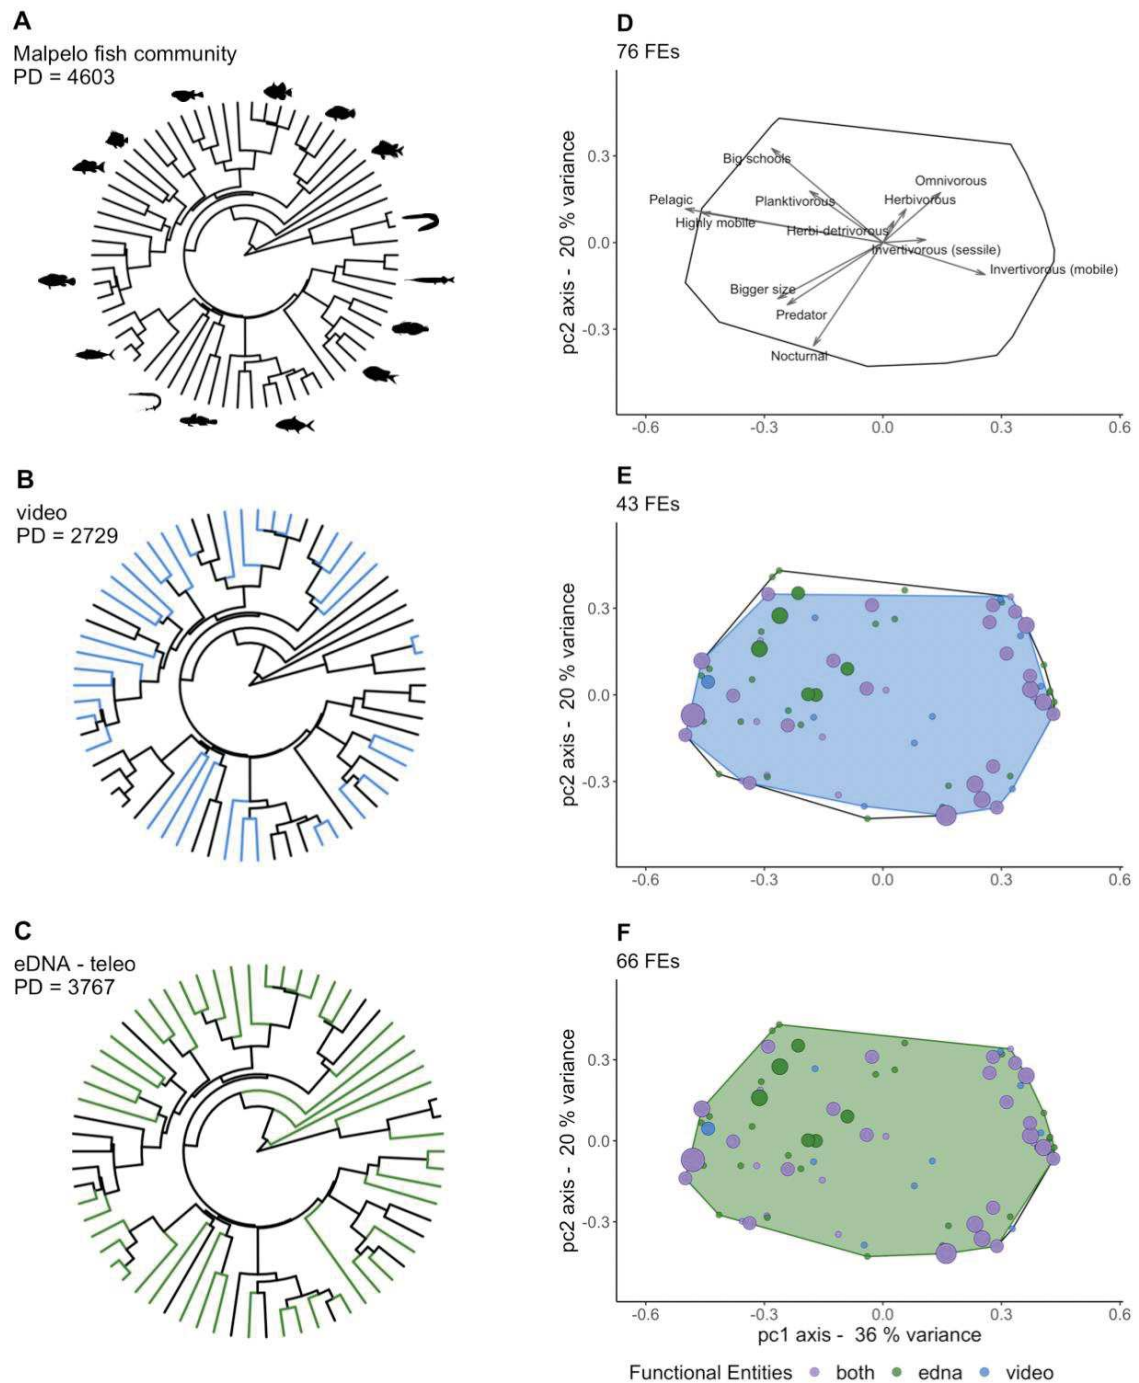 A
Malpelo fish community
PD = 4603
B
video
PD = 2729
C
eDNA - teleo
PD = 3767
D
76 FEs
pc2 axis - 20 % variance
0.3
0.0
-0.3
Big schools
Pelagic
Highly mobile
Planktivorous
Omnivorous
Herbivorous
Herbi-detrivorous
Invertivorous (sessile)
Invertivorous (mobile)
Bigger size
Predator
Nocturnal
-0.6 -0.3 0.0 0.3 0.6
E
43 FEs
pc2 axis - 20 % variance
0.3
0.0
-0.3
-0.6 -0.3 0.0 0.3 0.6
F
66 FEs
pc2 axis - 20 % variance
0.3
0.0
-0.3
-0.6 -0.3 0.0 0.3 0.6
pc1 axis - 36 % variance
Functional Entities both edna video